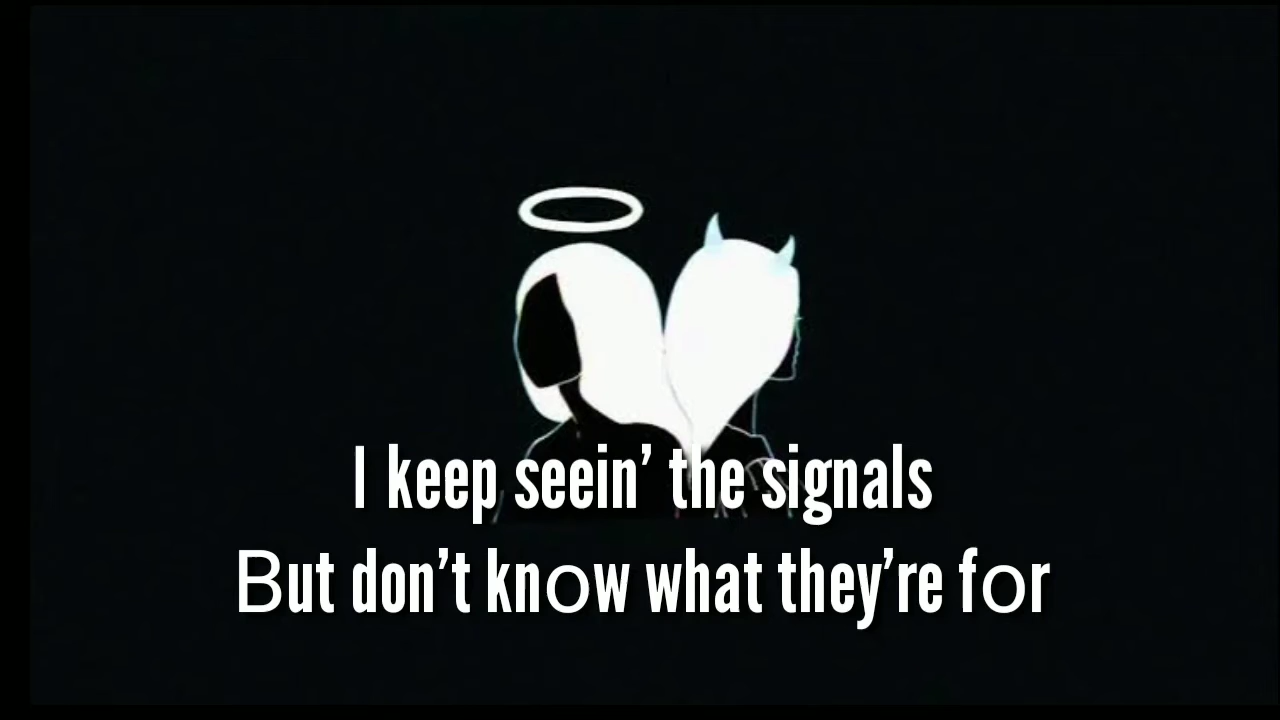 I keep seein’ the signals
But don’t know what they’re for